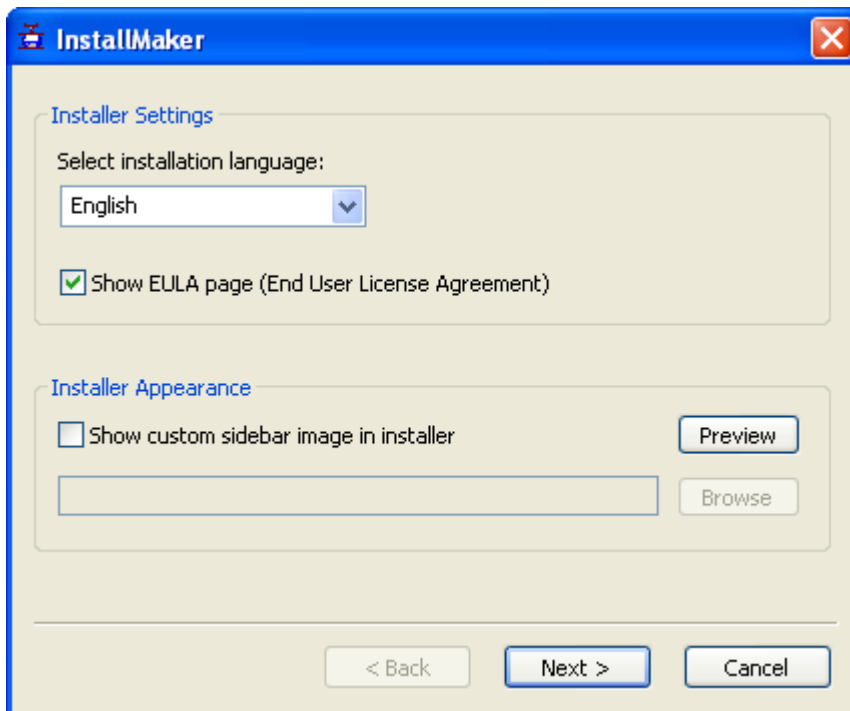 InstallMaker
Installer Settings
Select installation language:
English
Show EULA page (End User License Agreement)
Installer Appearance
Show custom sidebar image in installer
Preview
Browse
< Back
Next >
Cancel